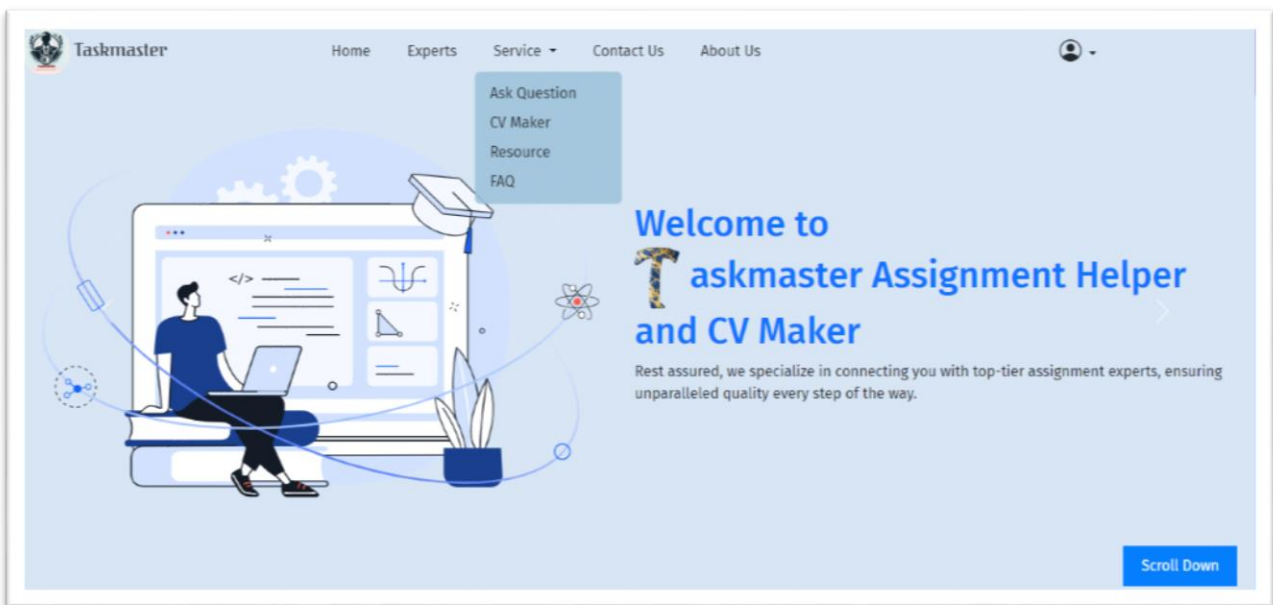 Taskmaster
Home Experts Service Contact Us About Us
Ask Question
CV Maker
Resource
FAQ
</>
Welcome to
Taskmaster Assignment Helper
and CV Maker
Rest assured, we specialize in connecting you with top-tier assignment experts, ensuring
unparalleled quality every step of the way.
Scroll Down